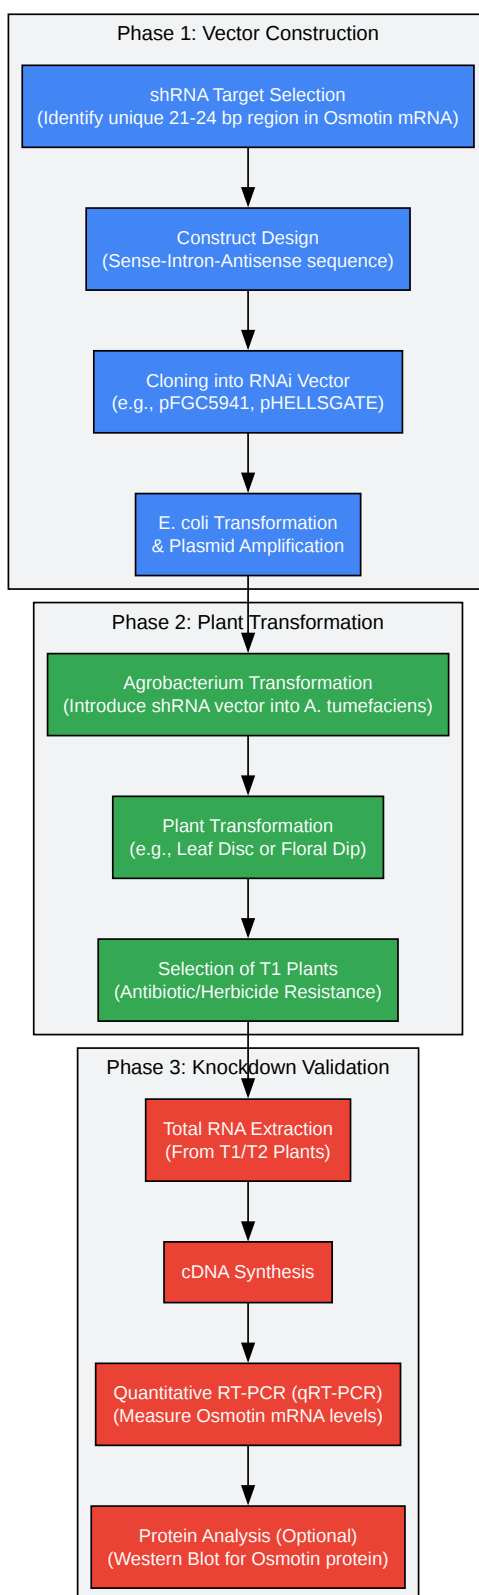 Phase 1: Vector Construction
shRNA Target Selection
(Identify unique 21-24 bp region in Osmotin mRNA)
Construct Design
(Sense-Intron-Antisense sequence)
Cloning into RNAi Vector
(e.g., pFGC5941, pHELLSGATE)
E. coli Transformation
& Plasmid Amplification
Phase 2: Plant Transformation
Agrobacterium Transformation
(Introduce shRNA vector into A. tumefaciens)
Plant Transformation
(e.g., Leaf Disc or Floral Dip)
Selection of T1 Plants
(Antibiotic/Herbicide Resistance)
Phase 3: Knockdown Validation
Total RNA Extraction
(From T1/T2 Plants)
cDNA Synthesis
Quantitative RT-PCR (qRT-PCR)
(Measure Osmotin mRNA levels)
Protein Analysis (Optional)
(Western Blot for Osmotin protein)